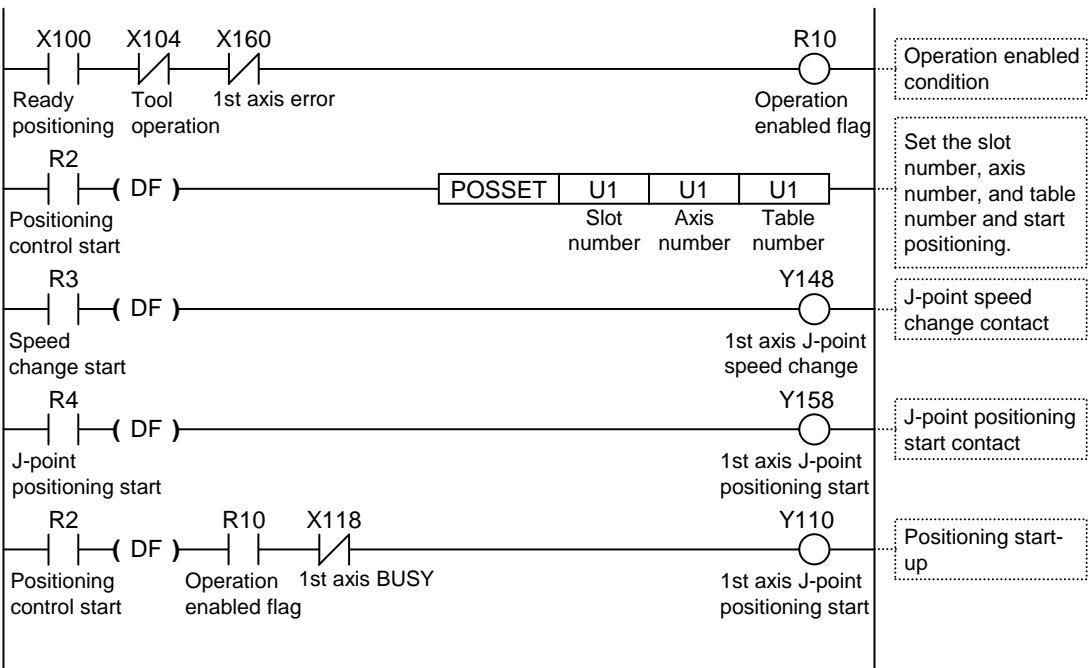 X100 X104 X160 R10
Ready
positioning
Tool
operation
1st axis error
Operation
enabled flag
Operation enabled
condition
R2
( DF )
POSSET U1 U1 U1
Positioning
control start
Slot
number
Axis
number
Table
number
Set the slot
number, axis
number, and table
number and start
positioning.
R3 Y148
( DF )
Speed
change start
1st axis J-point
speed change
J-point speed
change contact
R4 Y158
( DF )
J-point
positioning start
1st axis J-point
positioning start
J-point positioning
start contact
R2 R10 X118 Y110
( DF )
Positioning
control start
Operation
enabled flag
1st axis BUSY
1st axis J-point
positioning start
Positioning start-
up